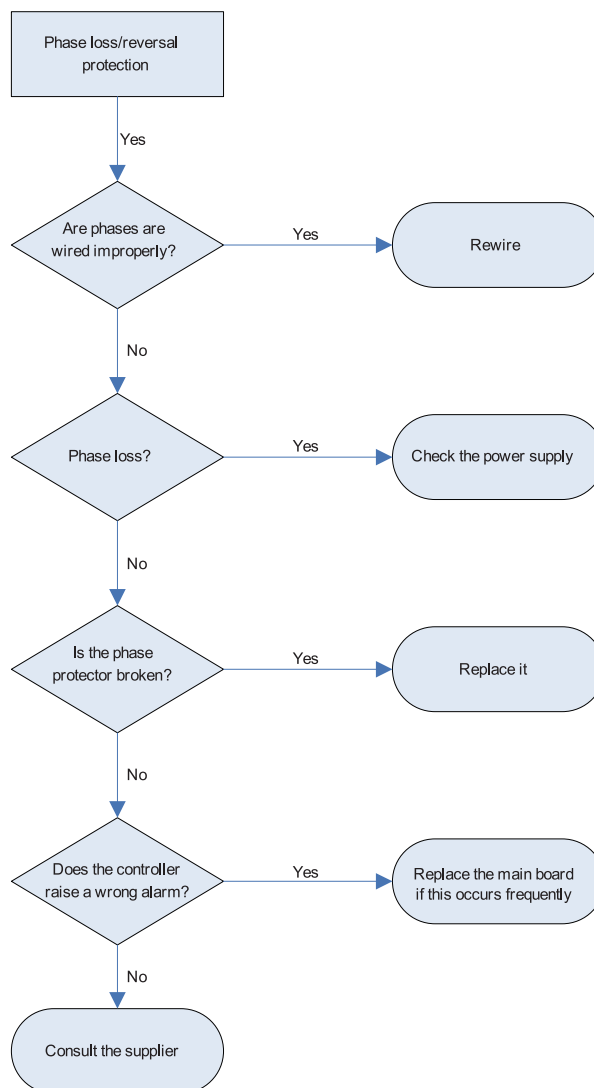 Phase loss/reversal
protection
Yes
Are phases are
wired improperly?
Yes
Rewire
No
Phase loss?
Yes
Check the power supply
No
Is the phase
protector broken?
Yes
Replace it
No
Does the controller
raise a wrong alarm?
Yes
Replace the main board
if this occurs frequently
No
Consult the supplier